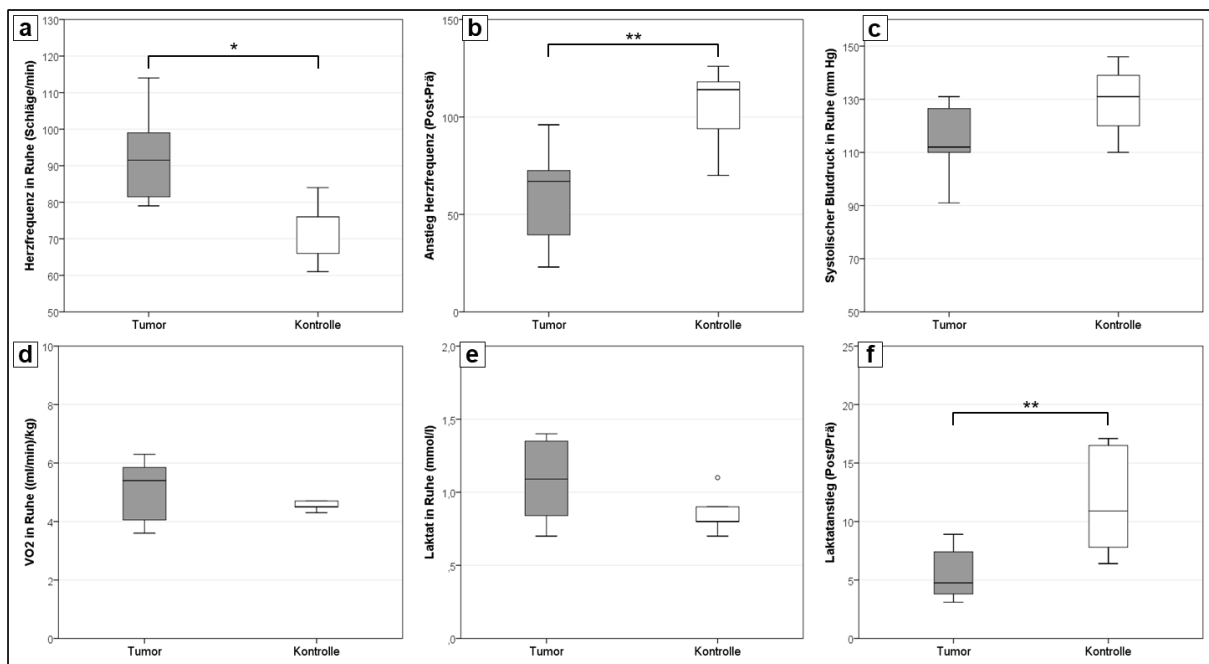 a
Herzfrequenz in Ruhe (Schläge/min)
130
120
110
100
90
80
70
60
50
*
Tumor Kontrolle
b
Anstieg Herzfrequenz (Post-Prä)
150
100
50
0
**
Tumor Kontrolle
c
Systolischer Blutdruck in Ruhe (mm Hg)
150
130
110
90
70
50
Tumor Kontrolle
d
VO2 in Ruhe ((ml/min)/kg)
10
8
6
4
2
0
Tumor Kontrolle
e
Laktat in Ruhe (mmol/l)
2,0
1,5
1,0
,5
,0
Tumor Kontrolle
f
Laktatanstieg (Post/Prä)
25
20
15
10
5
0
**
Tumor Kontrolle